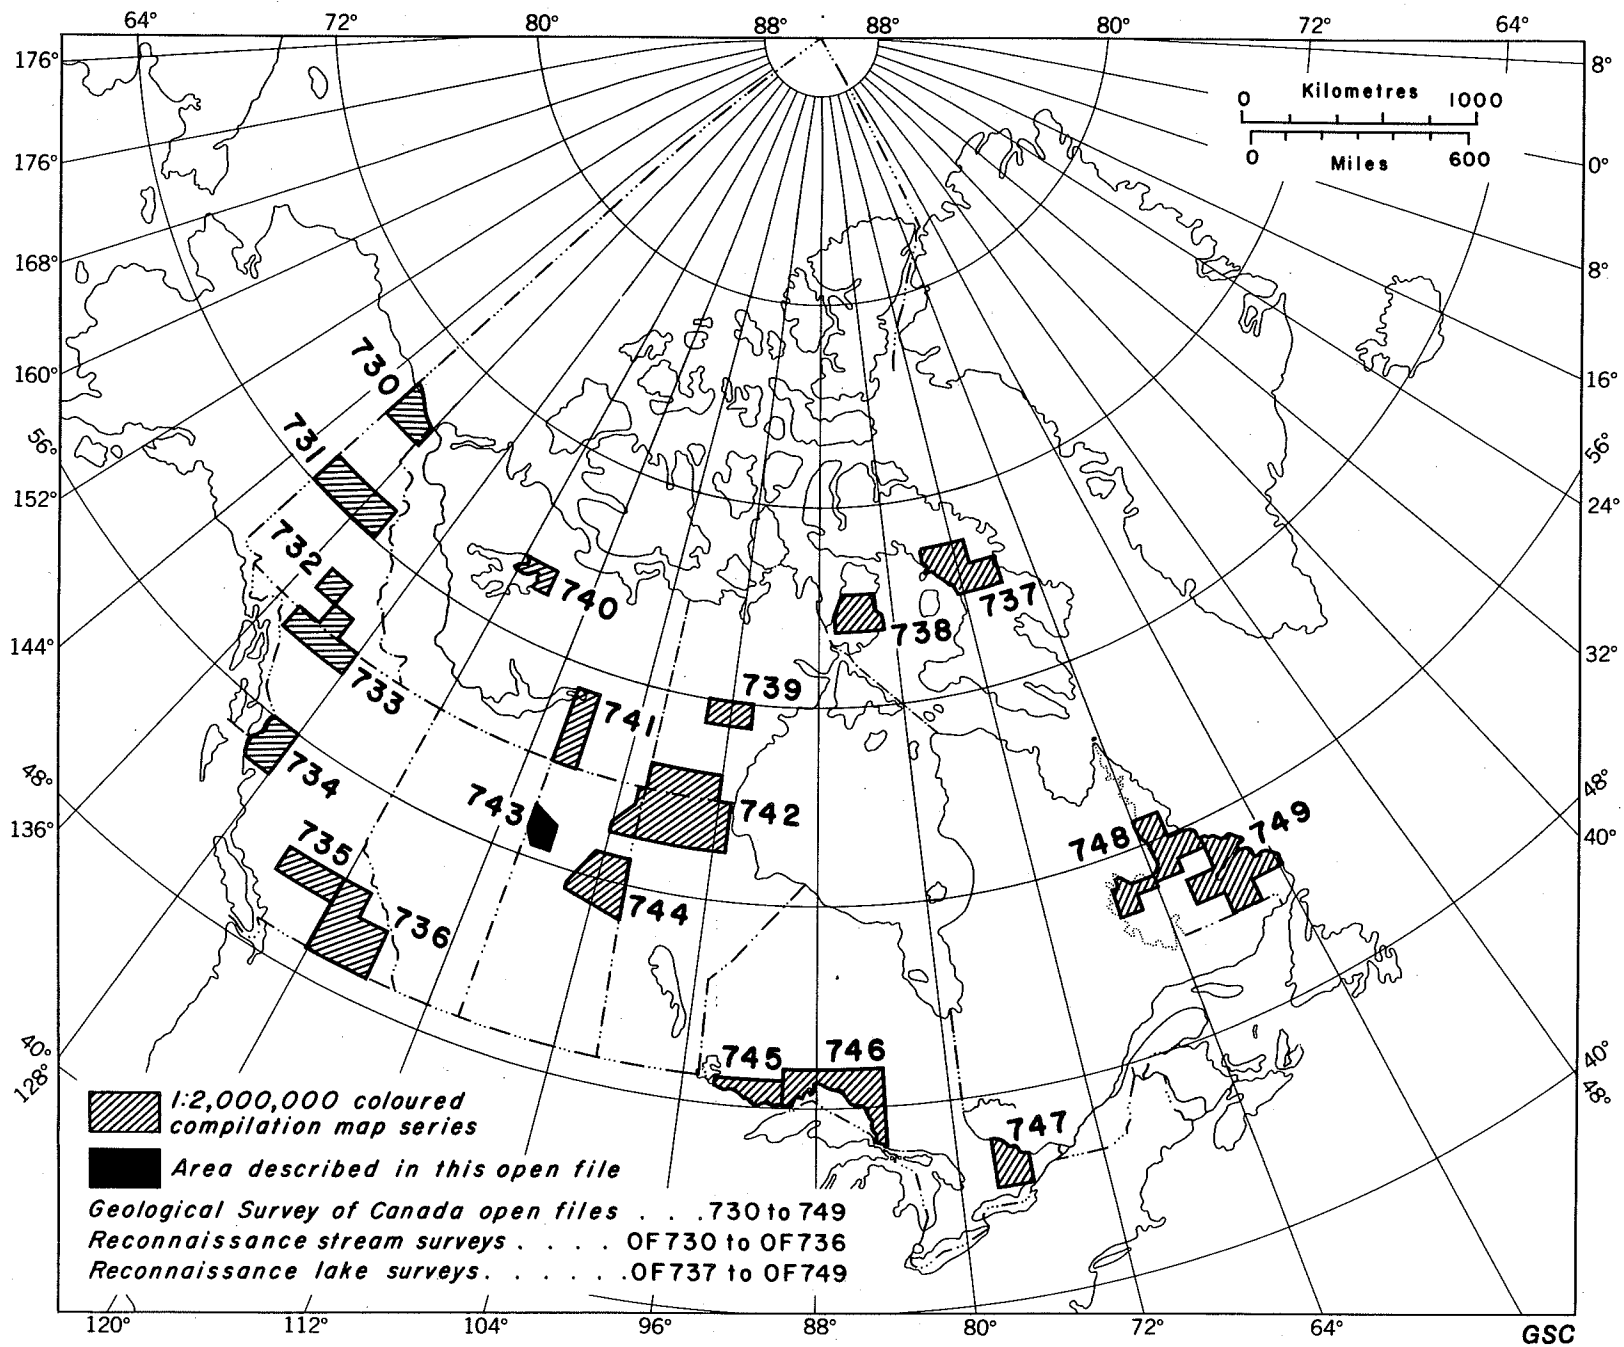 64° 72° 80° 88° 88° 80° 72° 64°
176° 8°
O Kilometres 1000
O Miles 600
176° 0°
168° 8°
160° 16°
730
731
56° 56°
152° 24°
732
740
737
738
144° 32°
733
739
741
734
48° 48°
743
742
136° 40°
748
749
735
744
736
40° 40°
128° 48°
745 746
747
1:2,000,000 coloured
compilation map series
Area described in this open file
Geological Survey of Canada open files . . .730 to 749
Reconnaissance stream surveys . . . . OF730 to OF736
Reconnaissance lake surveys. . . . . . .OF737 to OF749
120° 112° 104° 96° 88° 80° 72° 64°
GSC